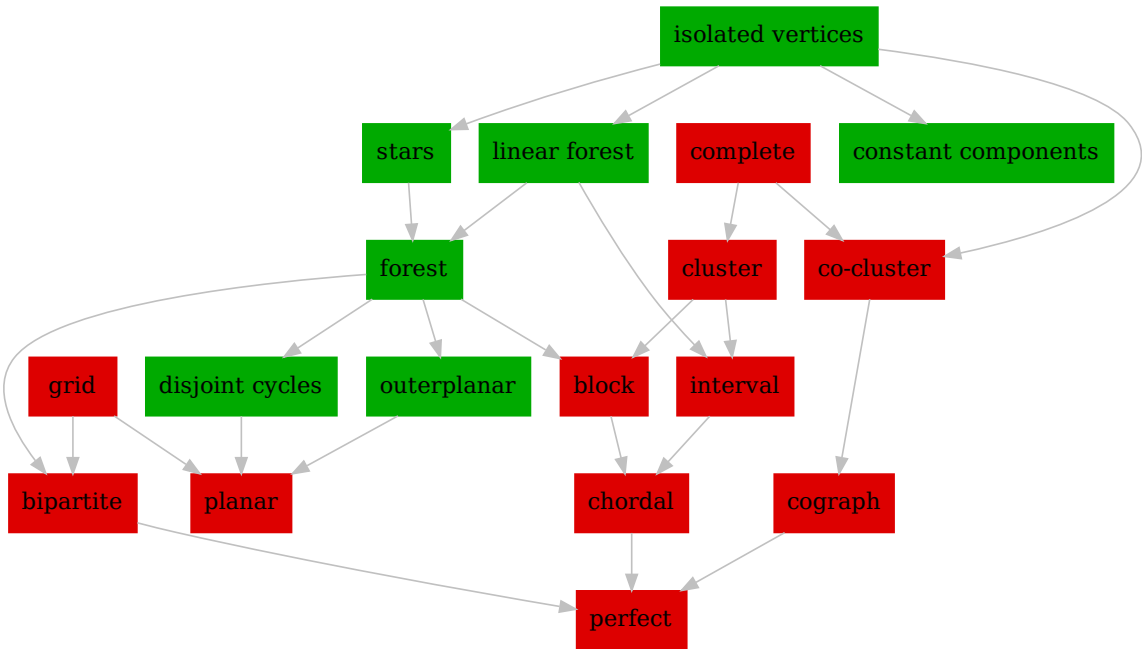 isolated vertices
stars
linear forest
complete
constant components
forest
cluster
co-cluster
grid
disjoint cycles
outerplanar
block
interval
bipartite
planar
chordal
cograph
perfect